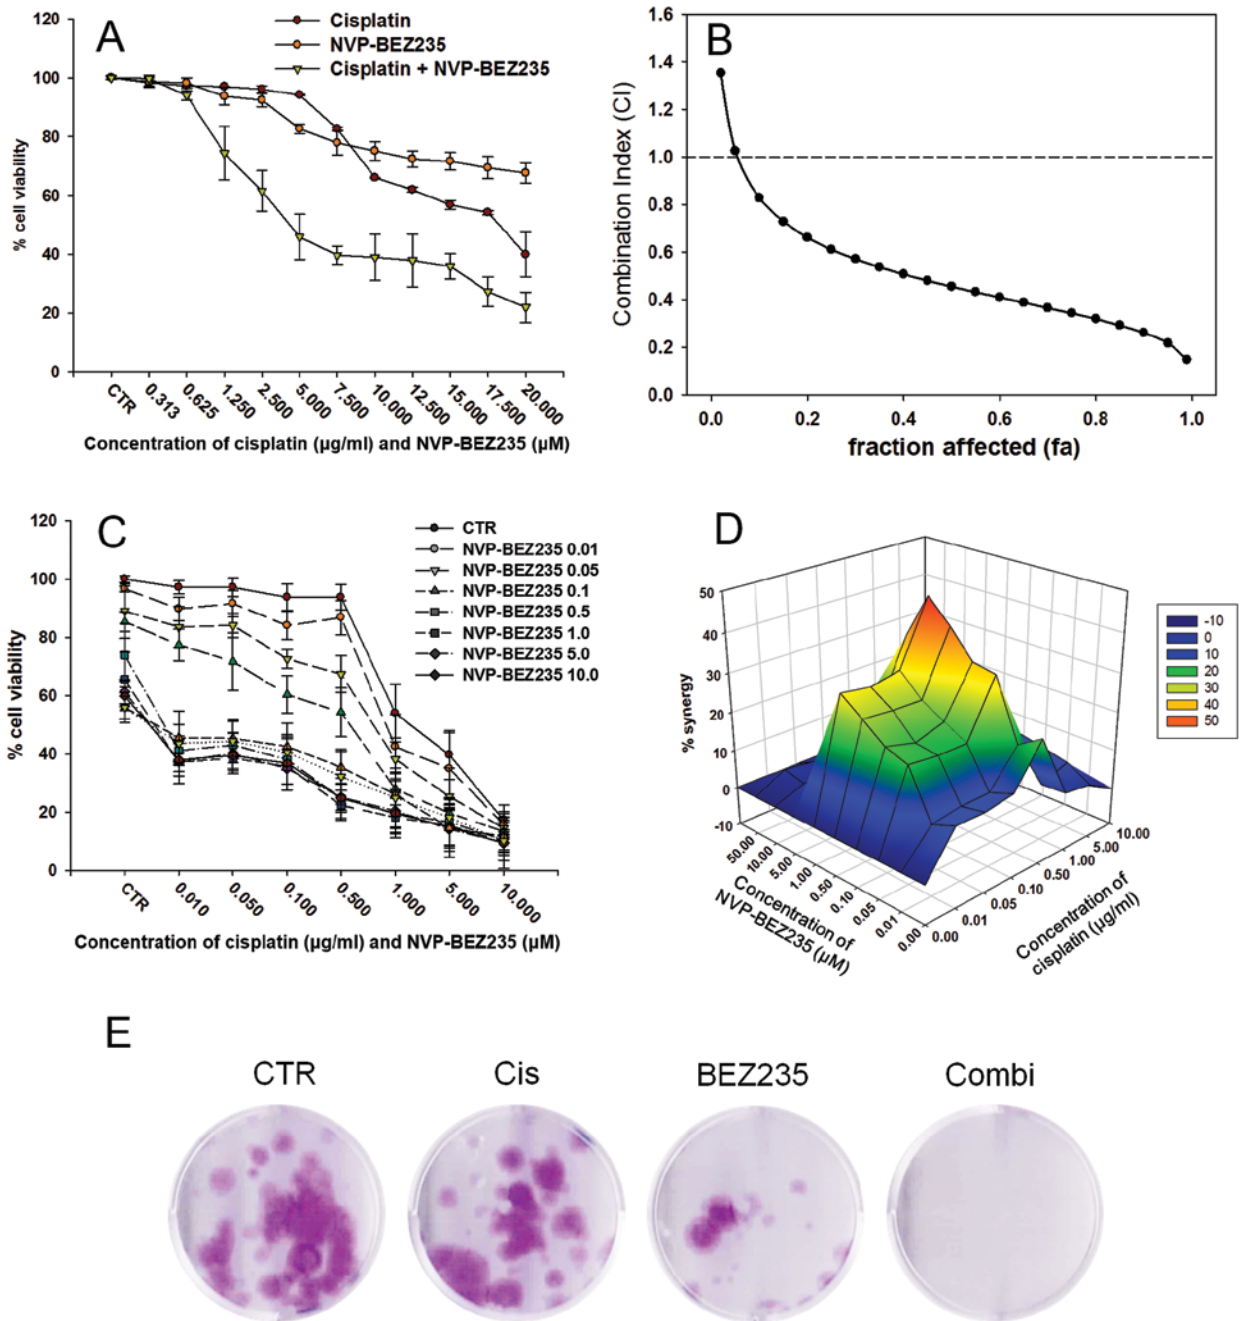 A
Cisplatin
NVP-BEZ235
Cisplatin + NVP-BEZ235
120
100
80
60
40
20
0
% cell viability
CTR 0.313 0.625 1.250 2.500 5.000 7.500 10.000 12.500 15.000 17.500 20.000
Concentration of cisplatin (µg/ml) and NVP-BEZ235 (µM)
B
1.6
1.4
1.2
1.0
0.8
0.6
0.4
0.2
0.0
Combination Index (CI)
0.0 0.2 0.4 0.6 0.8 1.0
fraction affected (fa)
C
CTR
NVP-BEZ235 0.01
NVP-BEZ235 0.05
NVP-BEZ235 0.1
NVP-BEZ235 0.5
NVP-BEZ235 1.0
NVP-BEZ235 5.0
NVP-BEZ235 10.0
120
100
80
60
40
20
0
% cell viability
CTR 0.010 0.050 0.100 0.500 1.000 5.000 10.000
Concentration of cisplatin (µg/ml) and NVP-BEZ235 (µM)
D
50
40
30
20
10
0
-10
% synergy
50.00 10.00 5.00 1.00 0.50 0.10 0.05 0.01 0.00
Concentration of
NVP-BEZ235 (µM)
0.00 0.01 0.05 0.10 0.50 1.00 5.00 10.00
Concentration of
cisplatin (µg/ml)
-10
0
10
20
30
40
50
E
CTR Cis BEZ235 Combi